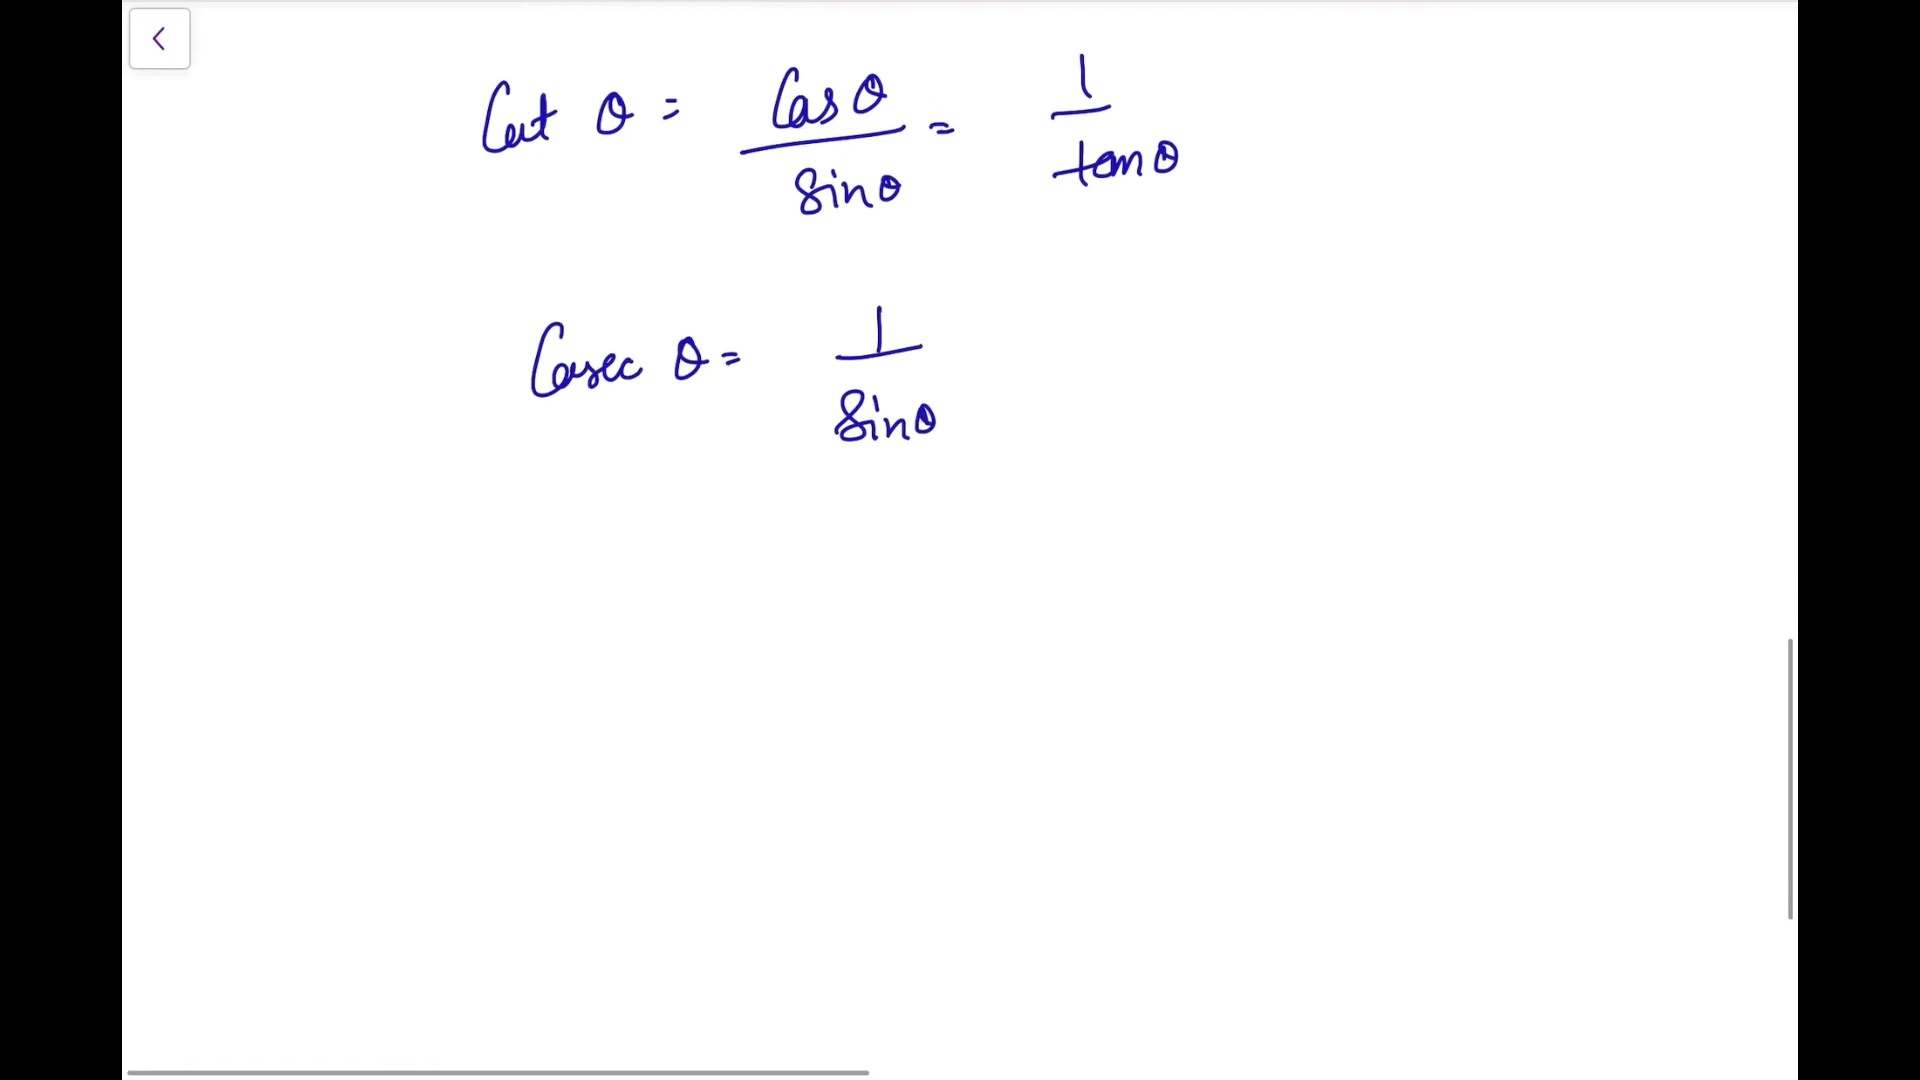 Cot θ = Cos θ / Sin θ = 1 / tan θ
Cosec θ = 1 / Sin θ